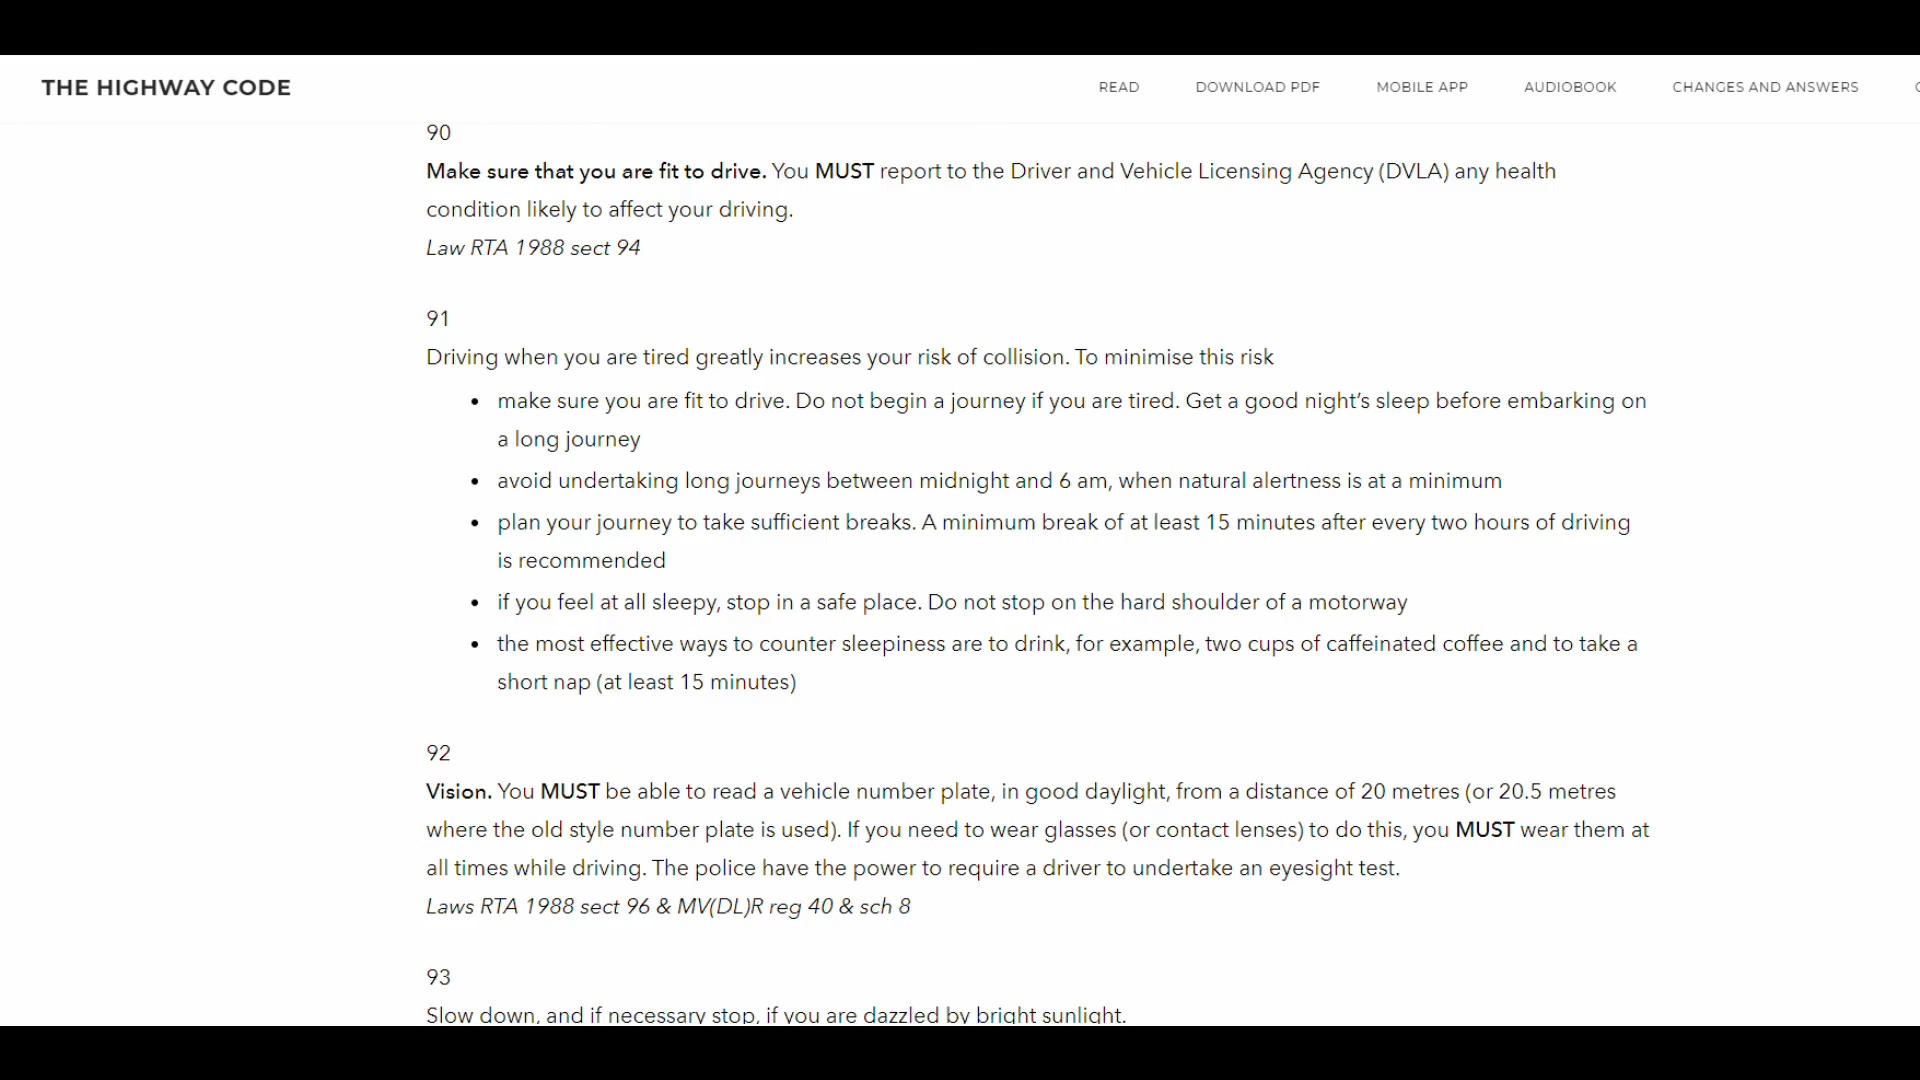 THE HIGHWAY CODE
READ
DOWNLOAD PDF
MOBILE APP
AUDIOBOOK
CHANGES AND ANSWERS
90
Make sure that you are fit to drive. You MUST report to the Driver and Vehicle Licensing Agency (DVLA) any health
condition likely to affect your driving.
Law RTA 1988 sect 94
91
Driving when you are tired greatly increases your risk of collision. To minimise this risk
• make sure you are fit to drive. Do not begin a journey if you are tired. Get a good night’s sleep before embarking on
a long journey
• avoid undertaking long journeys between midnight and 6 am, when natural alertness is at a minimum
• plan your journey to take sufficient breaks. A minimum break of at least 15 minutes after every two hours of driving
is recommended
• if you feel at all sleepy, stop in a safe place. Do not stop on the hard shoulder of a motorway
• the most effective ways to counter sleepiness are to drink, for example, two cups of caffeinated coffee and to take a
short nap (at least 15 minutes)
92
Vision. You MUST be able to read a vehicle number plate, in good daylight, from a distance of 20 metres (or 20.5 metres
where the old style number plate is used). If you need to wear glasses (or contact lenses) to do this, you MUST wear them at
all times while driving. The police have the power to require a driver to undertake an eyesight test.
Laws RTA 1988 sect 96 & MV(DL)R reg 40 & sch 8
93
Slow down, and if necessary stop, if you are dazzled by bright sunlight.